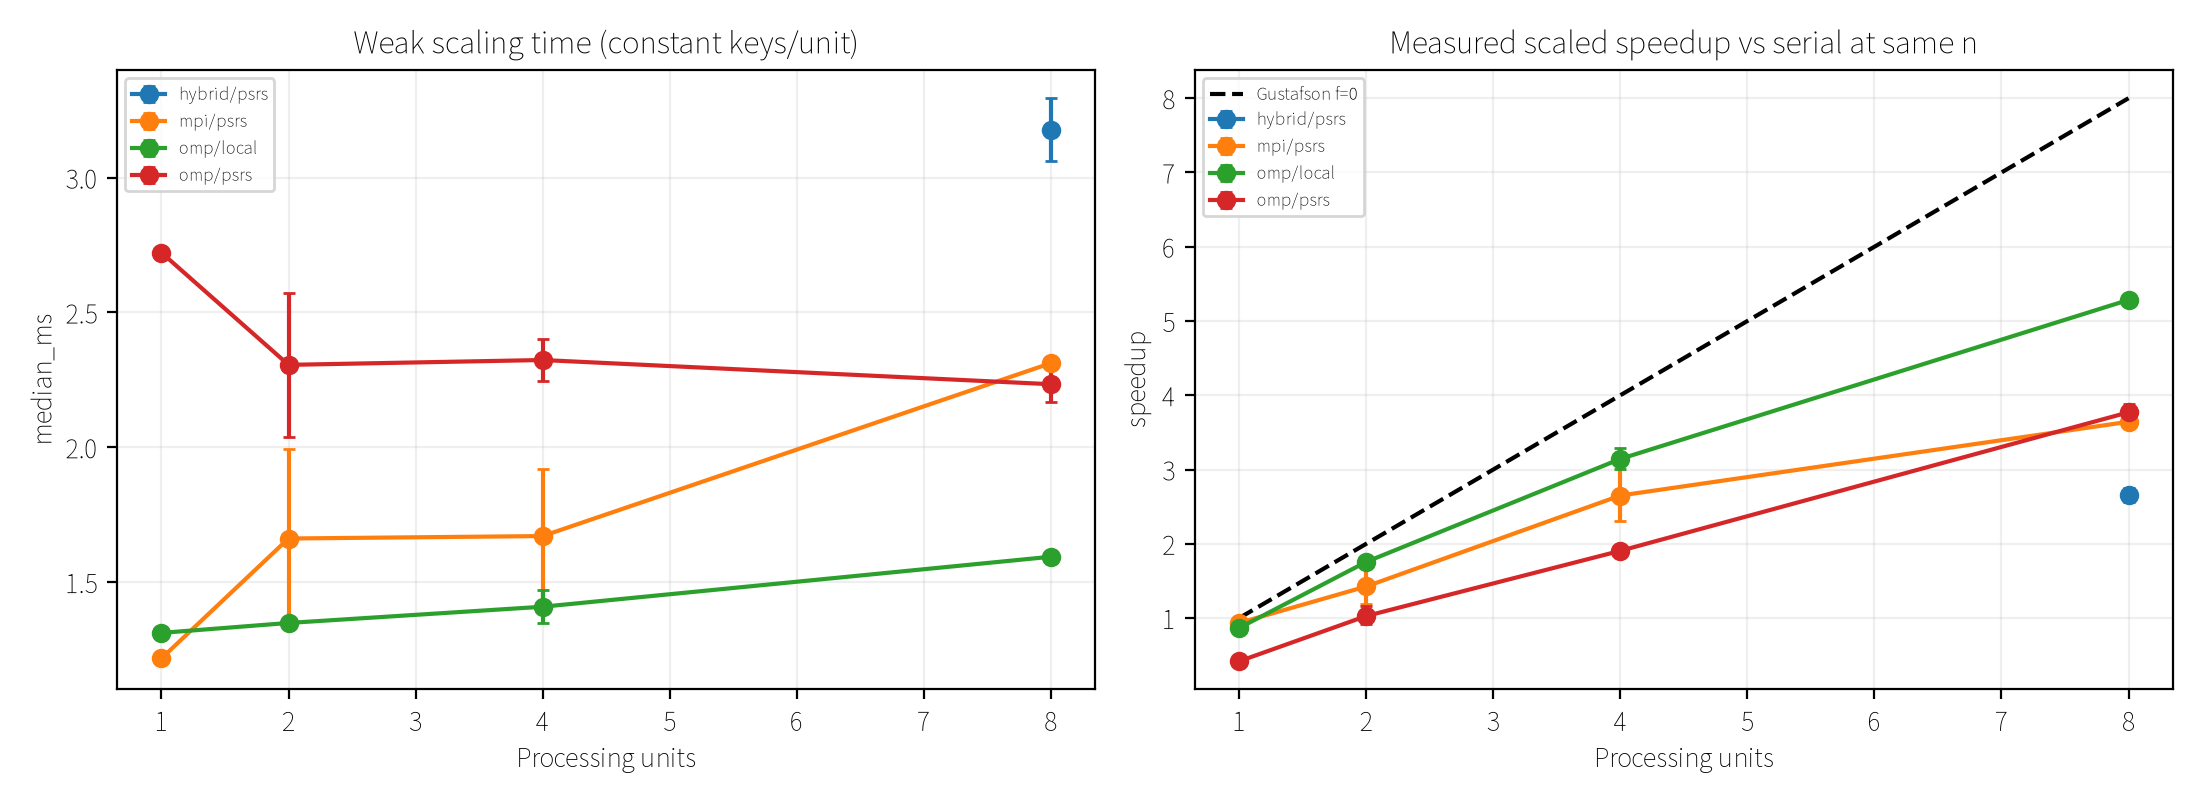 Weak scaling time (constant keys/unit)
hybrid/psrs
mpi/psrs
omp/local
omp/psrs
3.0
2.5
2.0
1.5
median_ms
1 2 3 4 5 6 7 8
Processing units
Measured scaled speedup vs serial at same n
Gustafson f=0
hybrid/psrs
mpi/psrs
omp/local
omp/psrs
8
7
6
5
4
3
2
1
speedup
1 2 3 4 5 6 7 8
Processing units